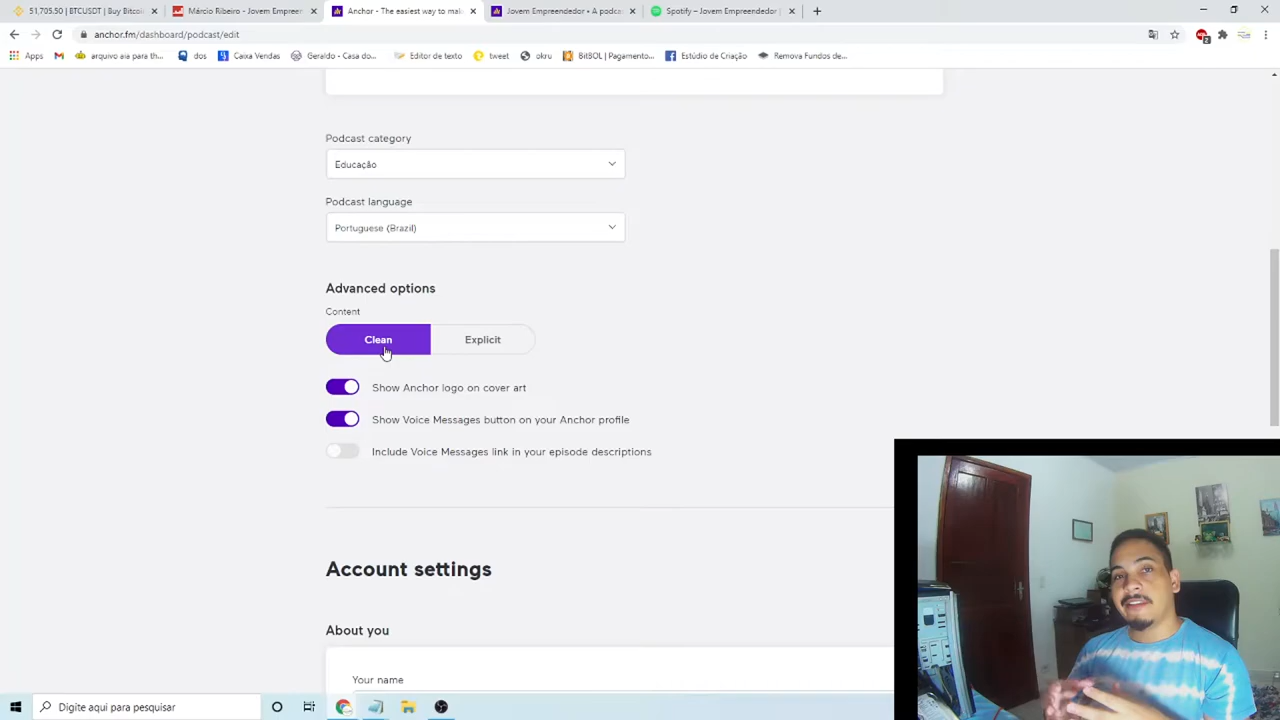 51,705.50 | BTCUSDT | Buy Bitcoi
Márcio Ribeiro - Jovem Empreer
Anchor - The easiest way to mak
Jovem Empreendedor • A podca
Spotify – Jovem Empreendedor
anchor.fm/dashboard/podcast/edit
Apps
arquivo aia para th...
dos
Caixa Vendas
Geraldo - Casa do...
Editor de texto
tweet
okru
BitBOL | Pagamento...
Estúdio de Criação
Remova Fundos de...
Podcast category
Educação
Podcast language
Portuguese (Brazil)
Advanced options
Content
Clean
Explicit
Show Anchor logo on cover art
Show Voice Messages button on your Anchor profile
Include Voice Messages link in your episode descriptions
Account settings
About you
Your name
Digite aqui para pesquisar